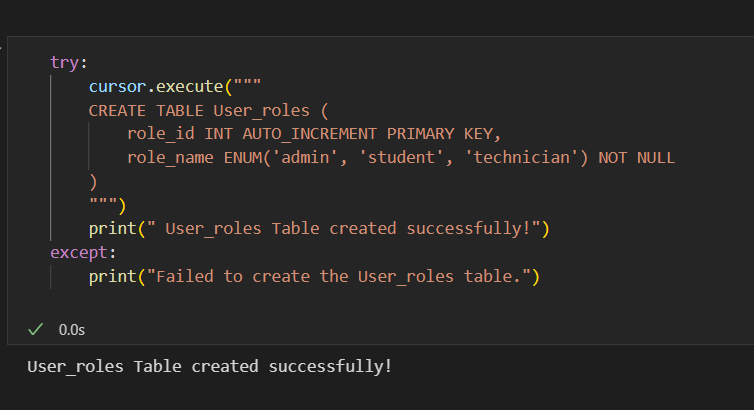 try:
    cursor.execute("""
    CREATE TABLE User_roles (
        role_id INT AUTO_INCREMENT PRIMARY KEY,
        role_name ENUM('admin', 'student', 'technician') NOT NULL
    )
    """)
    print(" User_roles Table created successfully!")
except:
    print("Failed to create the User_roles table.")
0.0s
User_roles Table created successfully!